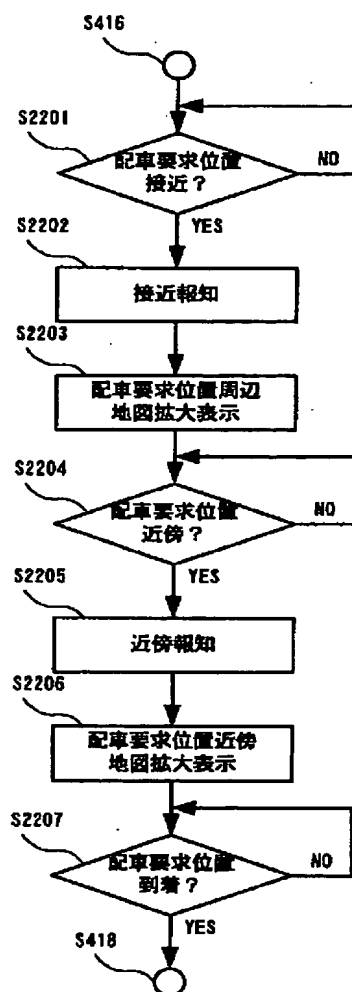 S416
S2201
配車要求位置
接近？
NO
YES
S2202
接近報知
S2203
配車要求位置周辺
地図拡大表示
S2204
配車要求位置
近傍？
NO
YES
S2205
近傍報知
S2206
配車要求位置近傍
地図拡大表示
S2207
配車要求位置
到着？
NO
YES
S418